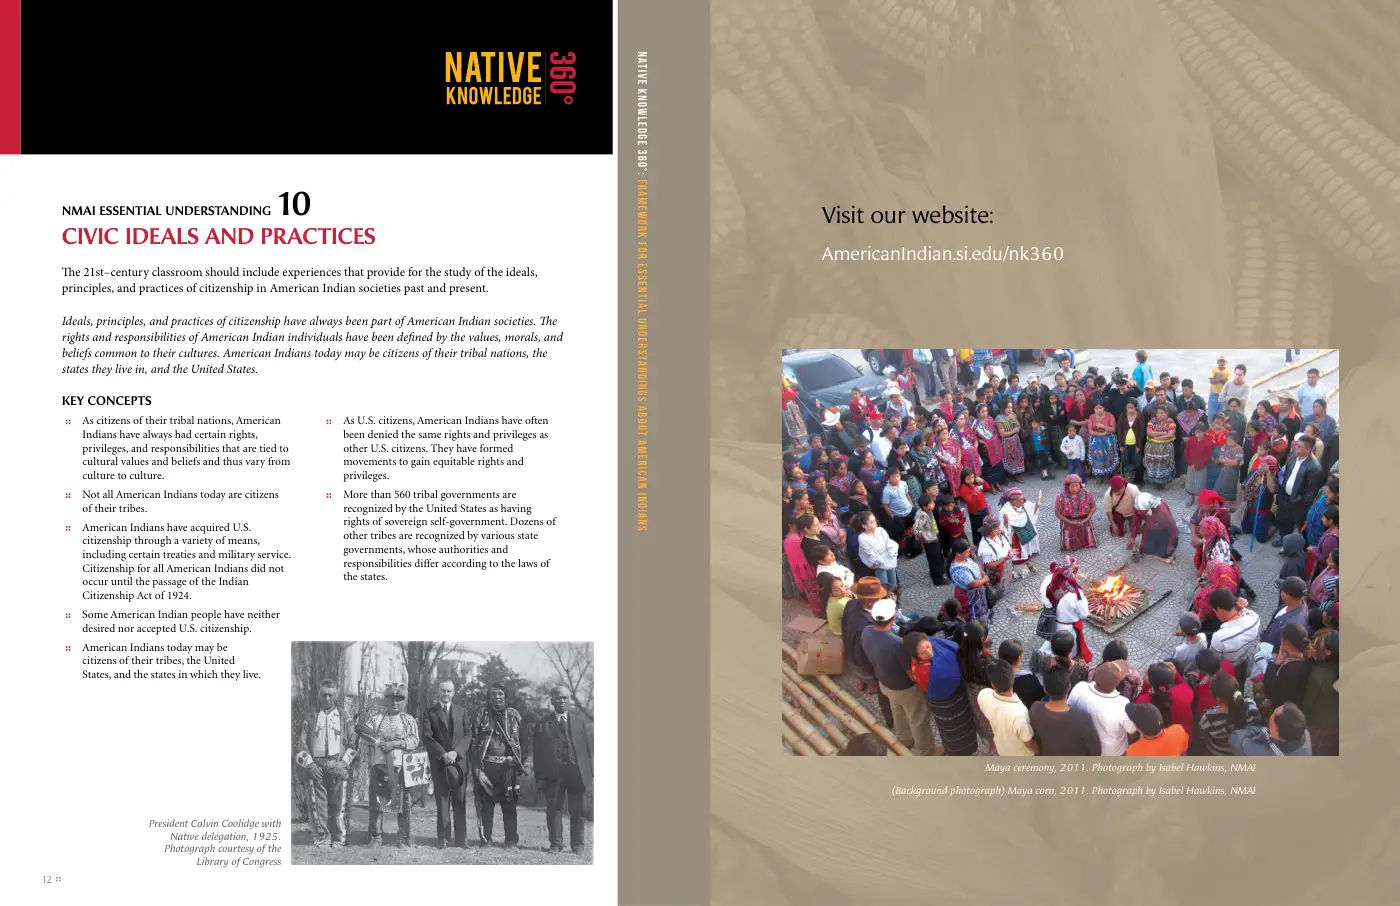 NATIVE
KNOWLEDGE
360°
NMAI ESSENTIAL UNDERSTANDING 10
CIVIC IDEALS AND PRACTICES
The 21st–century classroom should include experiences that provide for the study of the ideals,
principles, and practices of citizenship in American Indian societies past and present.
Ideals, principles, and practices of citizenship have always been part of American Indian societies. The
rights and responsibilities of American Indian individuals have been defined by the values, morals, and
beliefs common to their cultures. American Indians today may be citizens of their tribal nations, the
states they live in, and the United States.
KEY CONCEPTS
As citizens of their tribal nations, American
Indians have always had certain rights,
privileges, and responsibilities that are tied to
cultural values and beliefs and thus vary from
culture to culture.
Not all American Indians today are citizens
of their tribes.
American Indians have acquired U.S.
citizenship through a variety of means,
including certain treaties and military service.
Citizenship for all American Indians did not
occur until the passage of the Indian
Citizenship Act of 1924.
Some American Indian people have neither
desired nor accepted U.S. citizenship.
American Indians today may be
citizens of their tribes, the United
States, and the states in which they live.
As U.S. citizens, American Indians have often
been denied the same rights and privileges as
other U.S. citizens. They have formed
movements to gain equitable rights and
privileges.
More than 560 tribal governments are
recognized by the United States as having
rights of sovereign self-government. Dozens of
other tribes are recognized by various state
governments, whose authorities and
responsibilities differ according to the laws of
the states.
President Calvin Coolidge with
Native delegation, 1925.
Photograph courtesy of the
Library of Congress
12
NATIVE KNOWLEDGE 360°: FRAMEWORK FOR ESSENTIAL UNDERSTANDINGS ABOUT AMERICAN INDIANS
Visit our website:
AmericanIndian.si.edu/nk360
Maya ceremony, 2011. Photograph by Isabel Hawkins, NMAI
(Background photograph) Maya corn, 2011. Photograph by Isabel Hawkins, NMAI